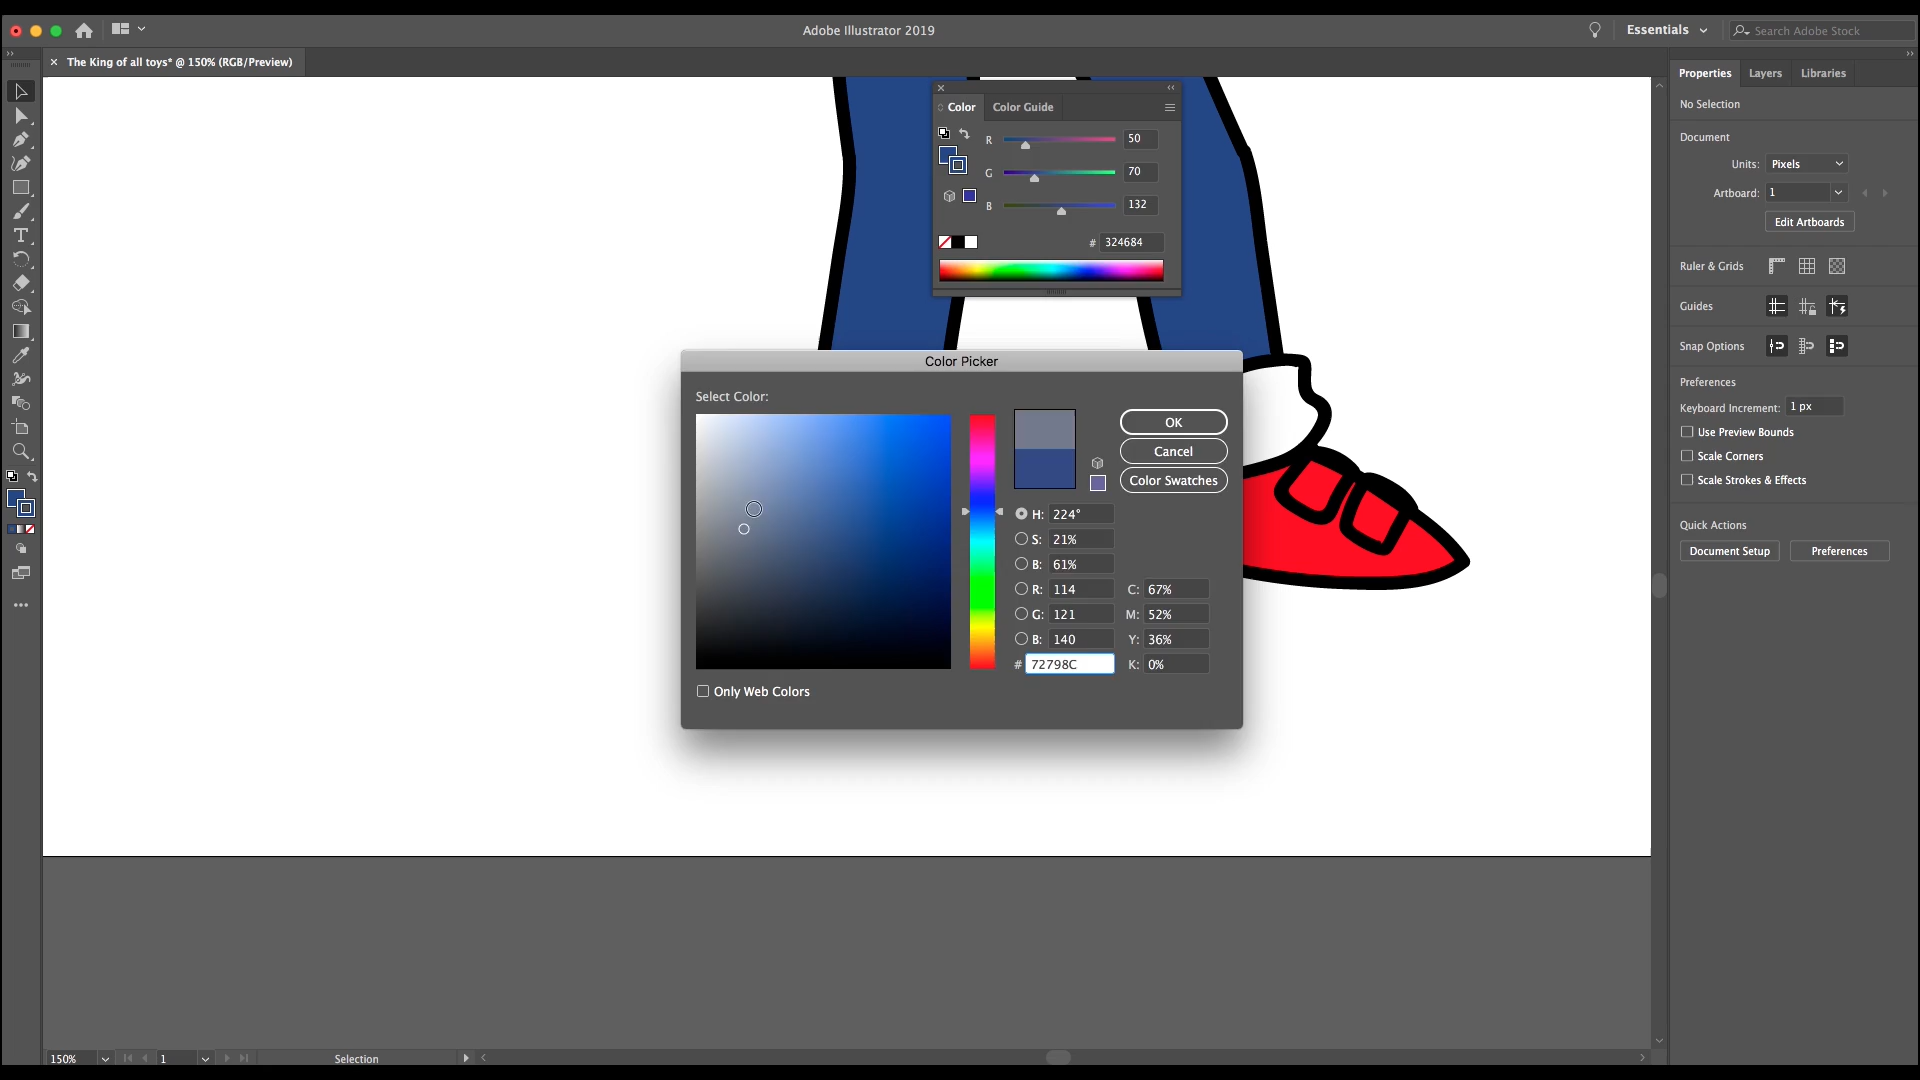 Adobe Illustrator 2019
Essentials
Search Adobe Stock
× The King of all toys* @ 150% (RGB/Preview)
Properties Layers Libraries
No Selection
Document
Units: Pixels
Artboard: 1
Edit Artboards
Ruler & Grids
Guides
Snap Options
Preferences
Keyboard Increment: 1 px
Use Preview Bounds
Scale Corners
Scale Strokes & Effects
Quick Actions
Document Setup Preferences
Color Color Guide
R 50
G 70
B 132
# 324684
Color Picker
Select Color:
OK
Cancel
Color Swatches
H: 224°
S: 21%
B: 61%
R: 114 C: 67%
G: 121 M: 52%
B: 140 Y: 36%
# 72798C K: 0%
Only Web Colors
150% 1 Selection